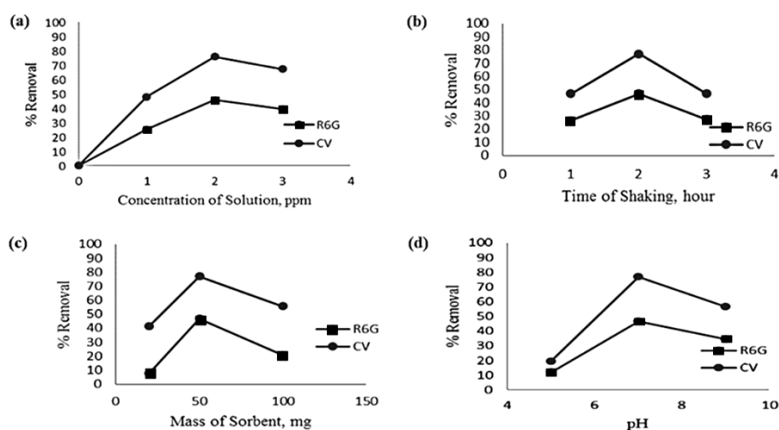 (a)
% Removal
100
90
80
70
60
50
40
30
20
10
0
0 1 2 3 4
Concentration of Solution, ppm
R6G
CV
(b)
% Removal
100
90
80
70
60
50
40
30
20
10
0
0 1 2 3 4
Time of Shaking, hour
R6G
CV
(c)
% Removal
100
90
80
70
60
50
40
30
20
10
0
0 50 100 150
Mass of Sorbent, mg
R6G
CV
(d)
% Removal
100
90
80
70
60
50
40
30
20
10
0
4 6 8 10
pH
R6G
CV